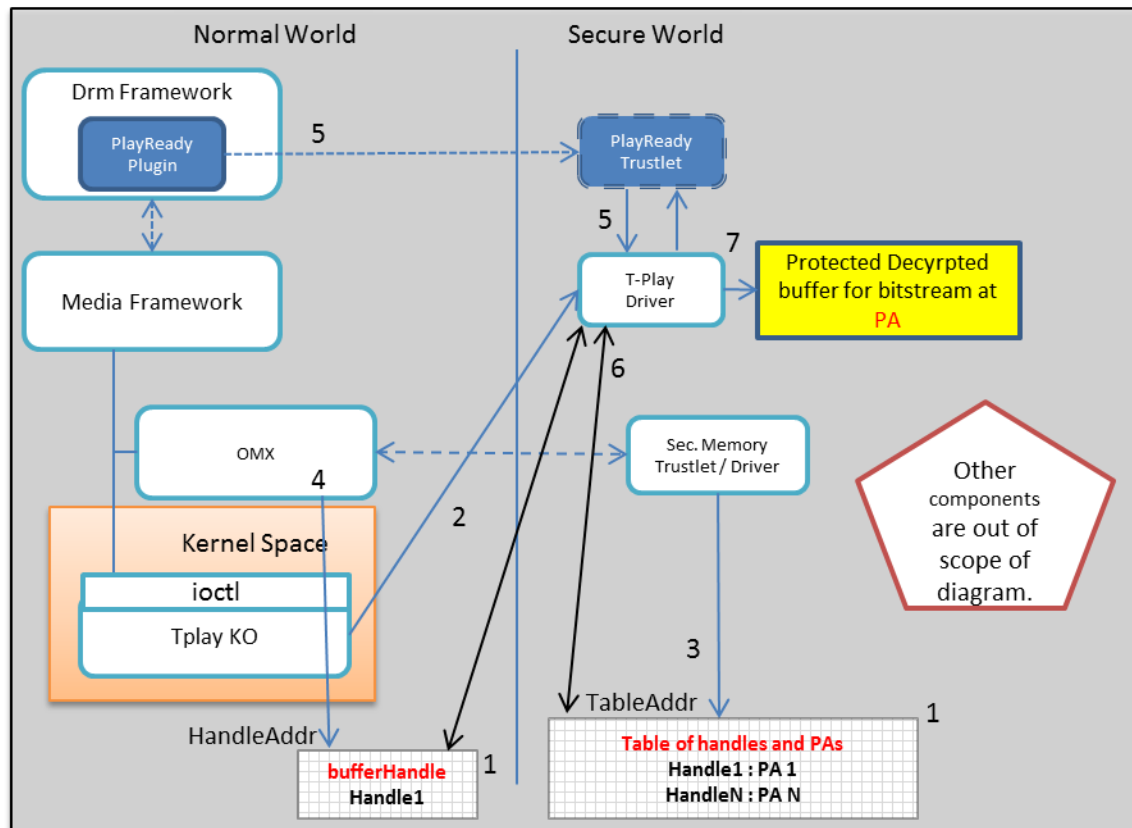 Normal World
Secure World
Drm Framework
PlayReady
Plugin
5
PlayReady
Trustlet
5
7
T-Play
Driver
Protected Decyrpted
buffer for bitstream at
PA
Media Framework
6
OMX
4
Sec. Memory
Trustlet / Driver
2
Other
components
are out of
scope of
diagram.
Kernel Space
ioctl
Tplay KO
3
HandleAddr
TableAddr
1
bufferHandle
Handle1
1
Table of handles and PAs
Handle1 : PA 1
HandleN : PA N